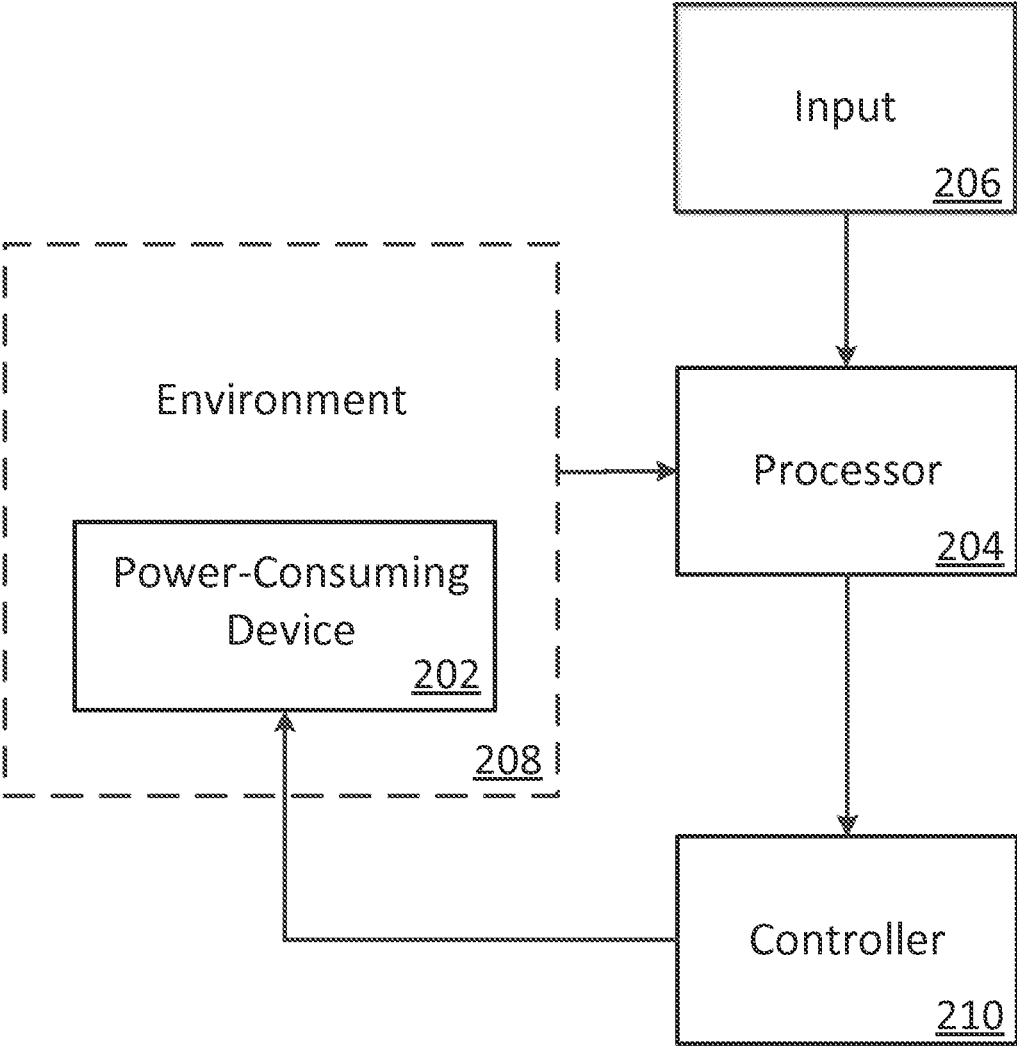 Input
206
Environment
Processor
204
Power-Consuming
Device
202
208
Controller
210